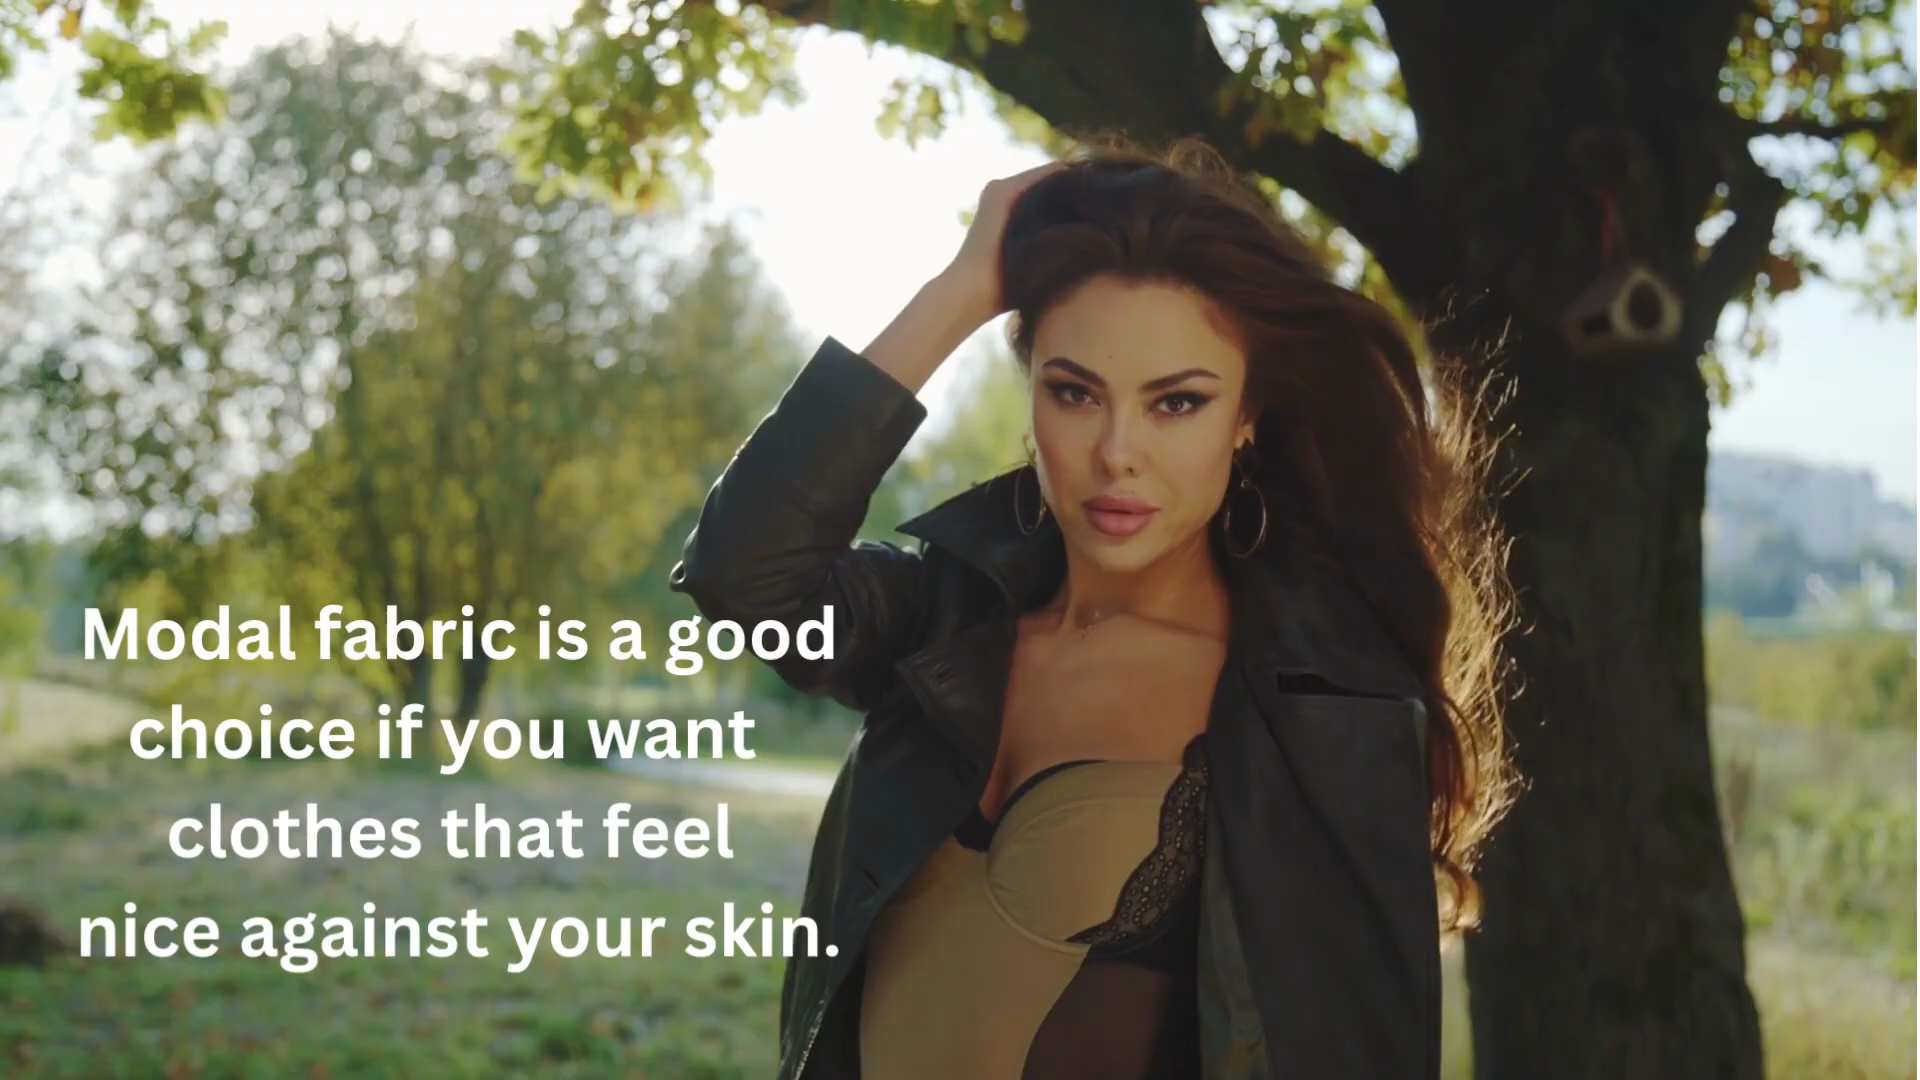 Modal fabric is a good
choice if you want
clothes that feel
nice against your skin.